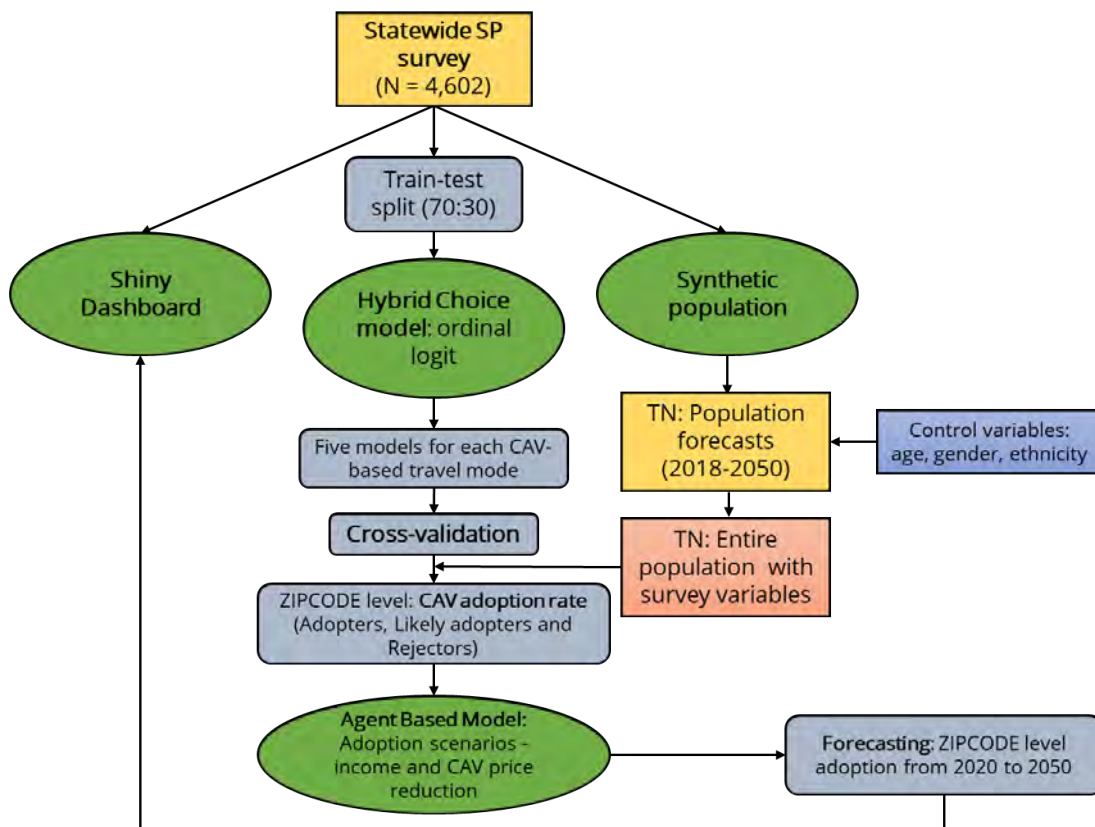 Statewide SP
survey
(N = 4,602)
Train-test
split (70:30)
Shiny
Dashboard
Hybrid Choice
model: ordinal
logit
Synthetic
population
Five models for each CAV-
based travel mode
TN: Population
forecasts
(2018-2050)
Control variables:
age, gender, ethnicity
Cross-validation
TN: Entire
population with
survey variables
ZIPCODE level: CAV adoption rate
(Adopters, Likely adopters and
Rejectors)
Agent Based Model:
Adoption scenarios -
income and CAV price
reduction
Forecasting: ZIPCODE level
adoption from 2020 to 2050